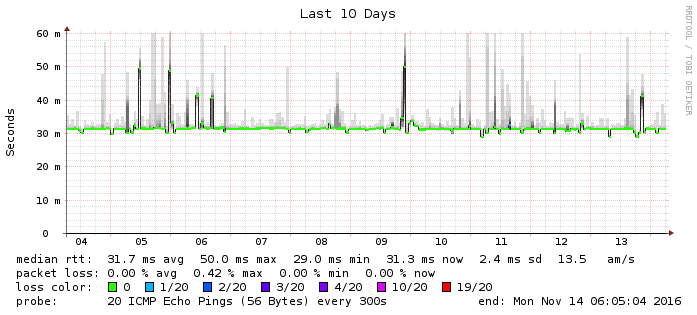 Last 10 Days
RRDTOOL / TOBI OETIKER
Seconds
60 m
50 m
40 m
30 m
20 m
10 m
0
04 05 06 07 08 09 10 11 12 13
median rtt: 31.7 ms avg 50.0 ms max 29.0 ms min 31.3 ms now 2.4 ms sd 13.5 am/s
packet loss: 0.00 % avg 0.42 % max 0.00 % min 0.00 % now
loss color: 0 1/20 2/20 3/20 4/20 10/20 19/20
probe: 20 ICMP Echo Pings (56 Bytes) every 300s end: Mon Nov 14 06:05:04 2016